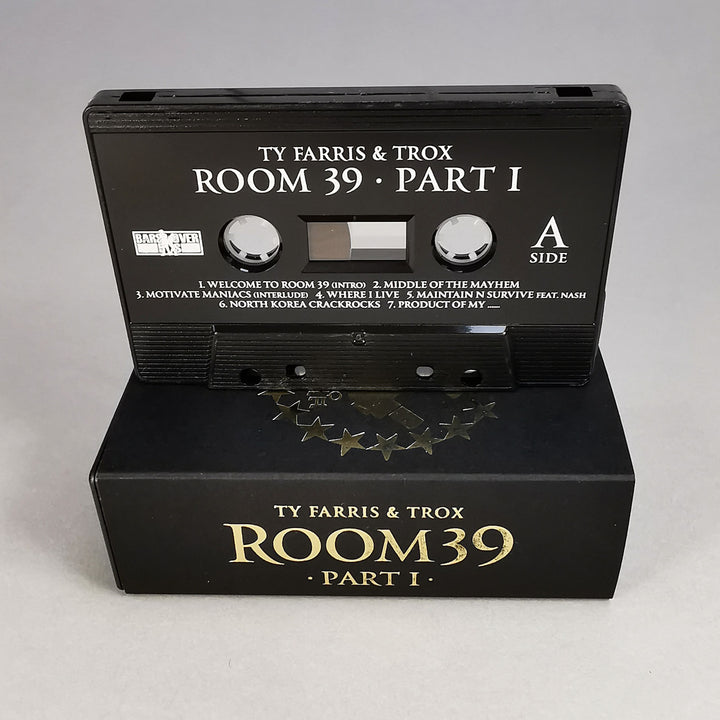 TY FARRIS & TROX
ROOM 39 · PART I
BARS OVER
A
SIDE
1. WELCOME TO ROOM 39 (INTRO) 2. MIDDLE OF THE MAYHEM
3. MOTIVATE MANIACS (INTERLUDE) 4. WHERE I LIVE 5. MAINTAIN N SURVIVE FEAT. NASH
6. NORTH KOREA CRACKROCKS 7. PRODUCT OF MY .....
TY FARRIS & TROX
ROOM 39
· PART I ·